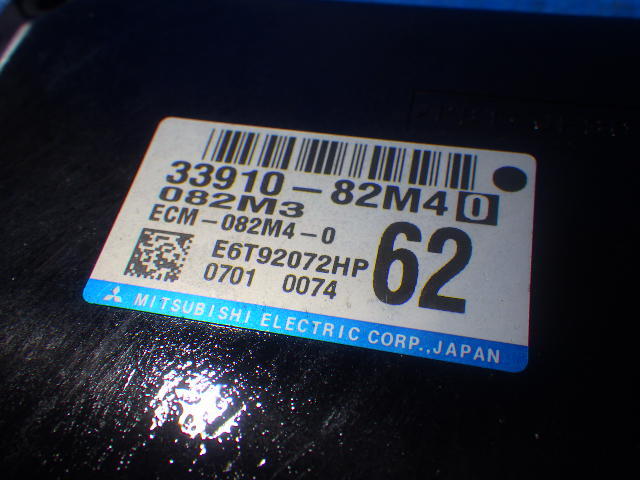 33910-82M4 0
082M3
ECM-082M4-0
E6T92072HP
62
0701 0074
MITSUBISHI ELECTRIC CORP.,JAPAN